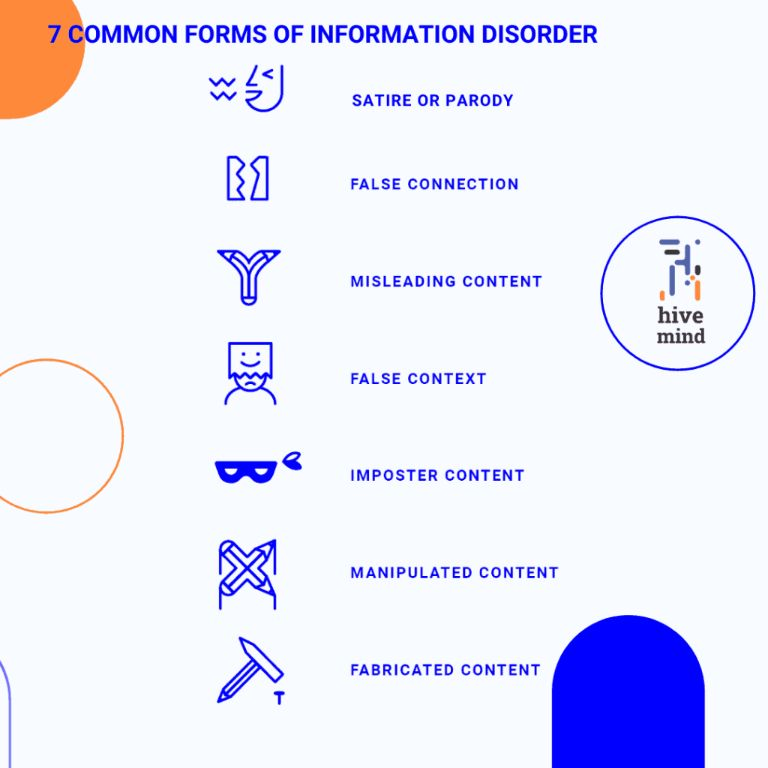 7 COMMON FORMS OF INFORMATION DISORDER
SATIRE OR PARODY
FALSE CONNECTION
MISLEADING CONTENT
hive
mind
FALSE CONTEXT
IMPOSTER CONTENT
MANIPULATED CONTENT
FABRICATED CONTENT